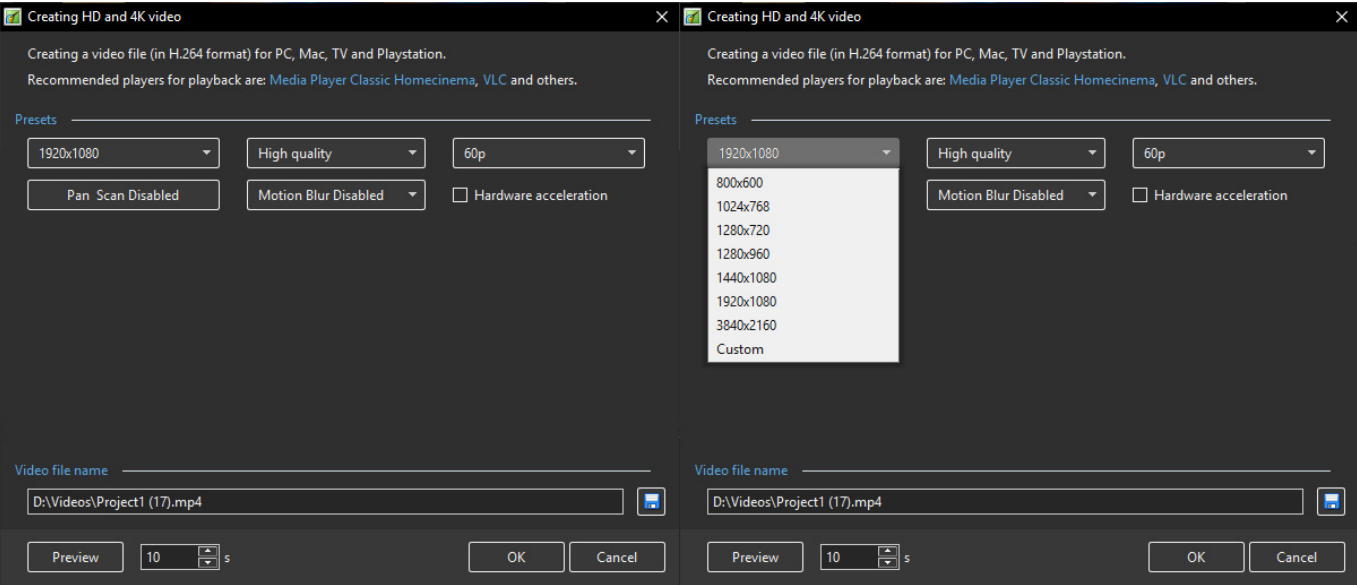 Creating HD and 4K video
Creating a video file (in H.264 format) for PC, Mac, TV and Playstation.
Recommended players for playback are: Media Player Classic Homecinema, VLC and others.
Presets
1920x1080 High quality 60p
Pan Scan Disabled Motion Blur Disabled Hardware acceleration
Video file name
D:\Videos\Project1 (17).mp4
Preview 10 s OK Cancel
Creating HD and 4K video
Creating a video file (in H.264 format) for PC, Mac, TV and Playstation.
Recommended players for playback are: Media Player Classic Homecinema, VLC and others.
Presets
1920x1080 High quality 60p
800x600
Motion Blur Disabled Hardware acceleration
1024x768
1280x720
1280x960
1440x1080
1920x1080
3840x2160
Custom
Video file name
D:\Videos\Project1 (17).mp4
Preview 10 s OK Cancel